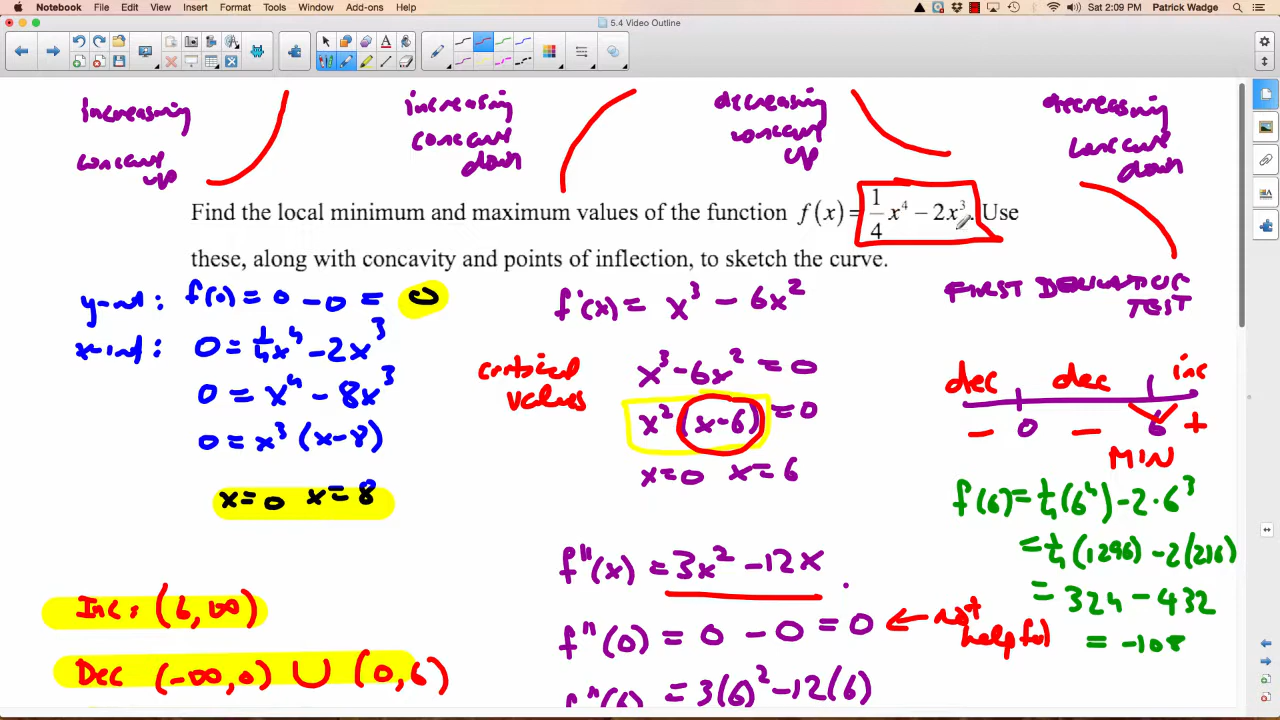 Notebook File Edit View Insert Format Tools Window Add-ons Help Sat 2:09 PM Patrick Wadge
5.4 Video Outline
increasing
concave
up
increasing
concave
down
decreasing
concave
up
decreasing
concave
down
Find the local minimum and maximum values of the function f(x) = 1/4 x⁴ − 2x³. Use
these, along with concavity and points of inflection, to sketch the curve.
y-int: f(0) = 0 − 0 = 0
x-int: 0 = 1/4 x⁴ − 2x³
0 = x⁴ − 8x³
0 = x³ (x−8)
x=0 x=8
Inc: (6, ∞)
Dec (−∞, 0) ∪ (0, 6)
f'(x) = x³ − 6x²
critical
values
x³ − 6x² = 0
x² (x−6) = 0
x=0 x=6
f''(x) = 3x² − 12x
f''(0) = 0 − 0 = 0 ← not
helpful
f''(6) = 3(6)² − 12(6)
FIRST DERIVATIVE
TEST
dec dec inc
− 0 − 6 +
MIN
f(6) = 1/4 (6⁴) − 2·6³
= 1/4 (1296) − 2(216)
= 324 − 432
= −108